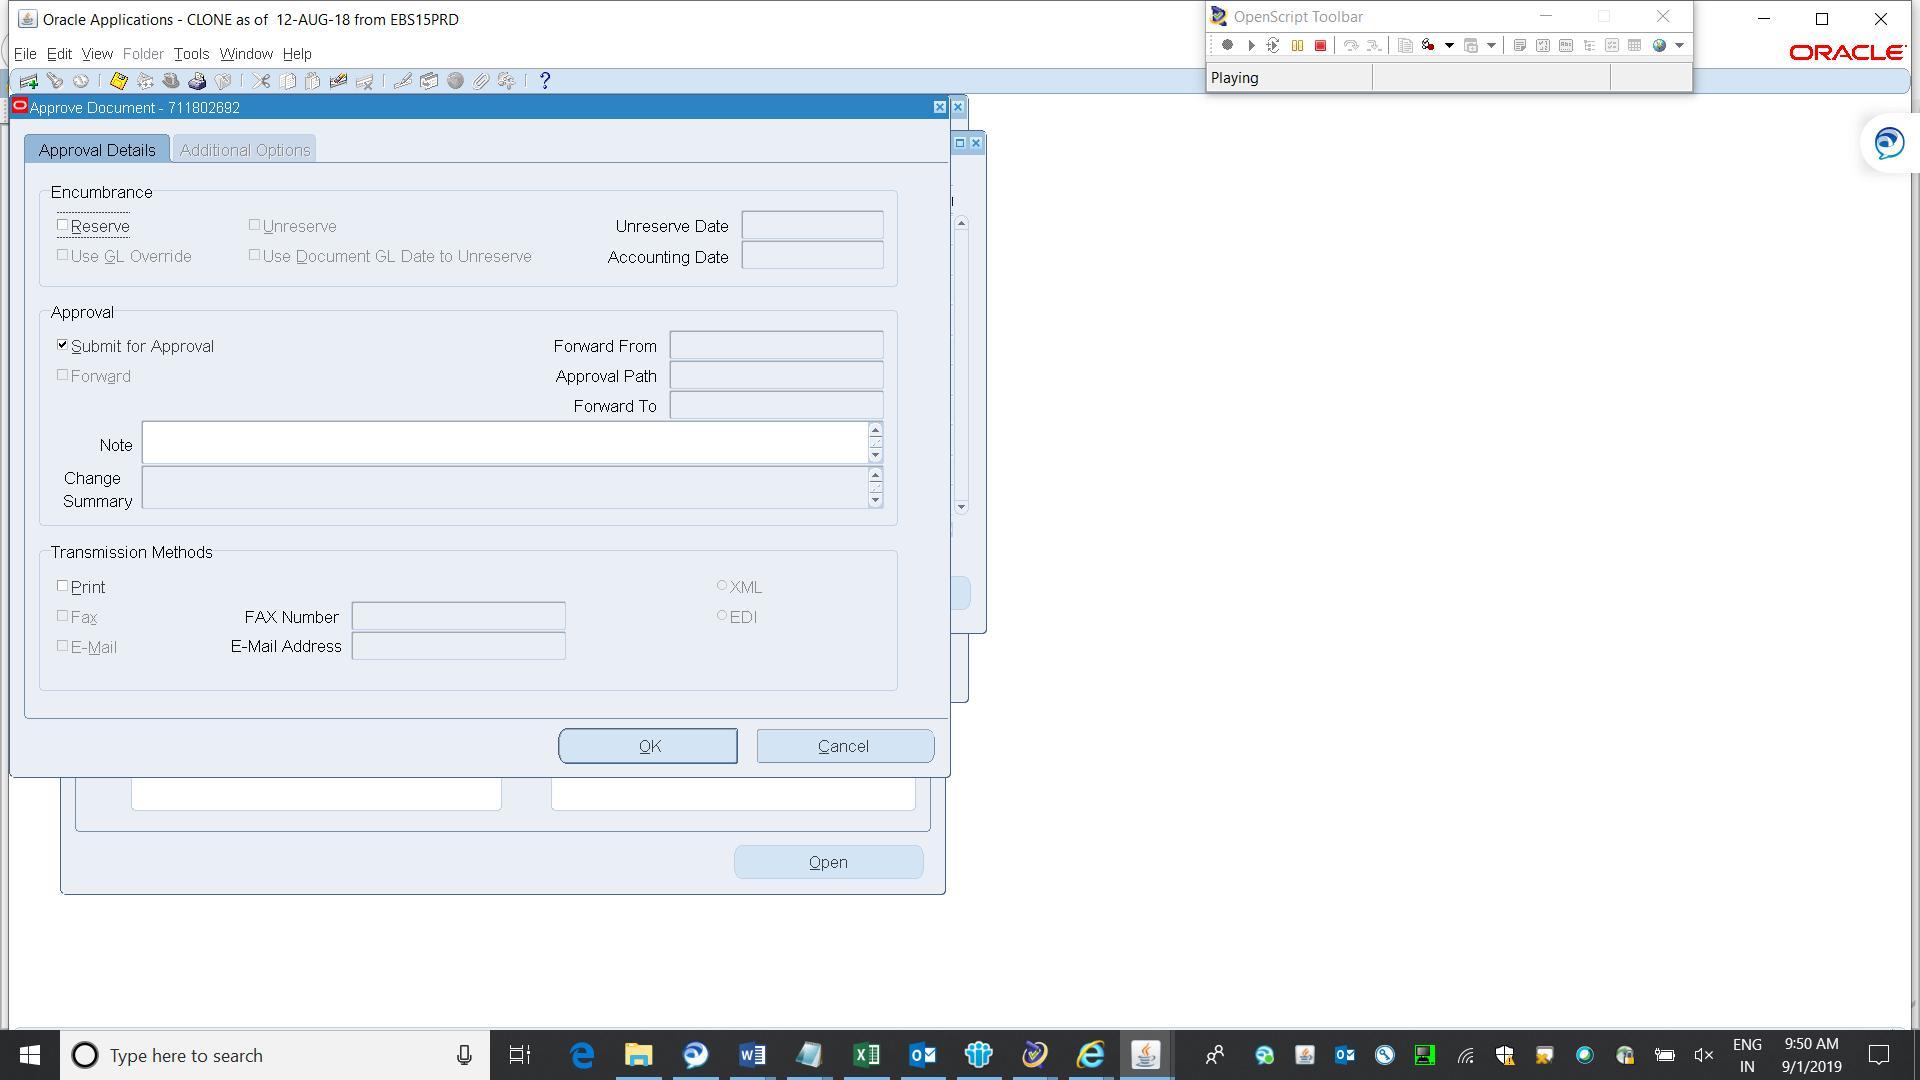 Oracle Applications - CLONE as of 12-AUG-18 from EBS15PRD
OpenScript Toolbar
File Edit View Folder Tools Window Help
ORACLE
Playing
Approve Document - 711802692
Approval Details Additional Options
Encumbrance
Reserve Unreserve Unreserve Date
Use GL Override Use Document GL Date to Unreserve Accounting Date
Approval
Submit for Approval Forward From
Forward Approval Path
Forward To
Note
Change
Summary
Transmission Methods
Print XML
Fax FAX Number EDI
E-Mail E-Mail Address
OK Cancel
Open
Type here to search
ENG 9:50 AM
IN 9/1/2019